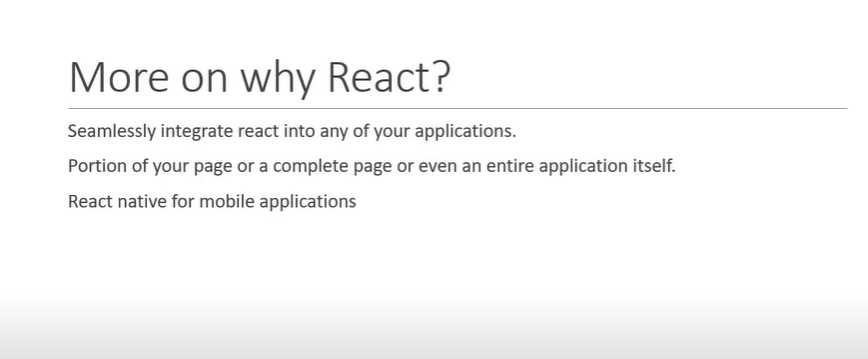 More on why React?
Seamlessly integrate react into any of your applications.
Portion of your page or a complete page or even an entire application itself.
React native for mobile applications